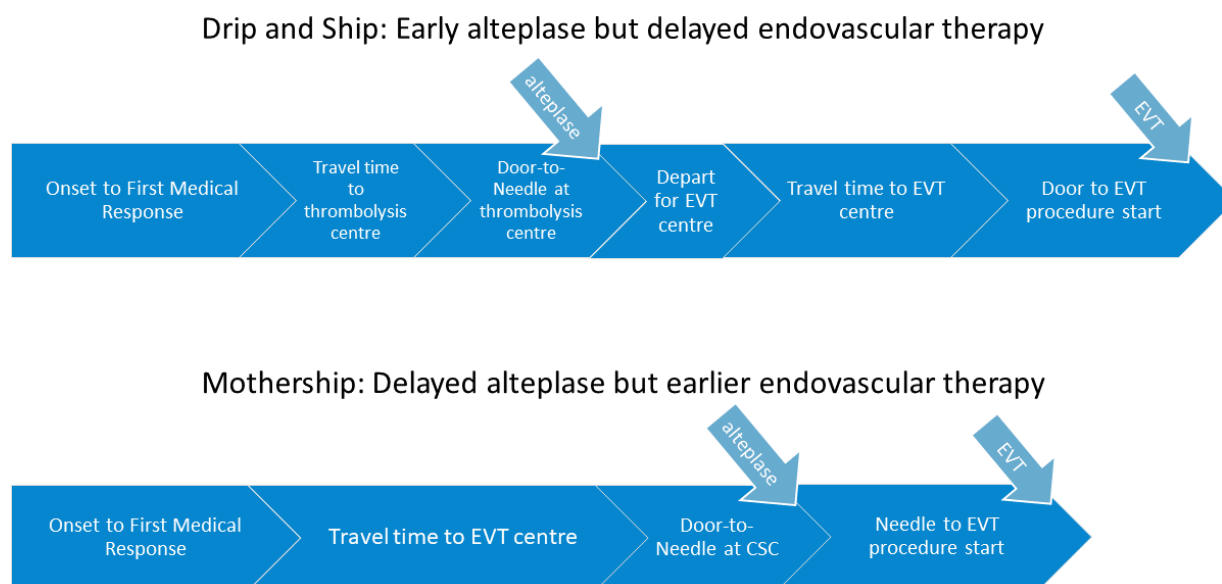 Drip and Ship: Early alteplase but delayed endovascular therapy
alteplase
EVT
Onset to First Medical
Response
Travel time
to
thrombolysis
centre
Door-to-
Needle at
thrombolysis
centre
Depart
for EVT
centre
Travel time to EVT
centre
Door to EVT
procedure start
Mothership: Delayed alteplase but earlier endovascular therapy
alteplase
EVT
Onset to First Medical
Response
Travel time to EVT centre
Door-to-
Needle at CSC
Needle to EVT
procedure start